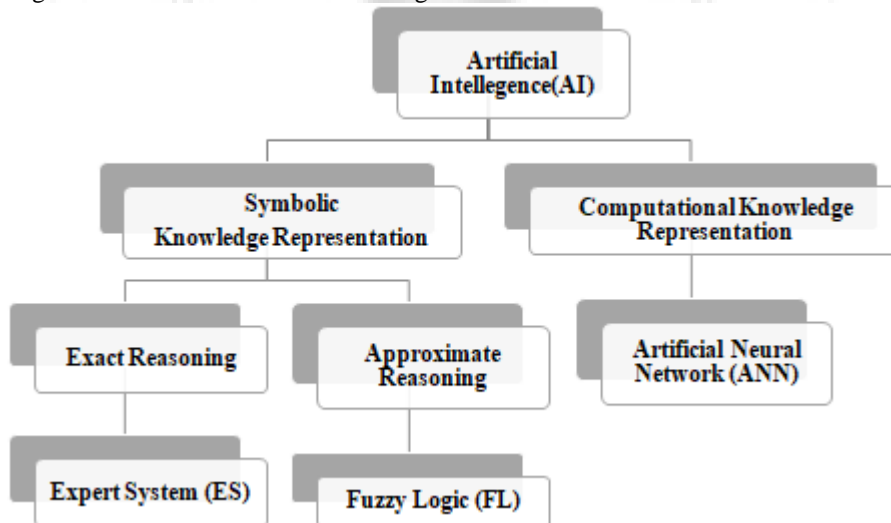 Artificial
Intellegence(AI)
Symbolic
Knowledge Representation
Computational Knowledge
Representation
Exact Reasoning
Approximate
Reasoning
Artificial Neural
Network (ANN)
Expert System (ES)
Fuzzy Logic (FL)